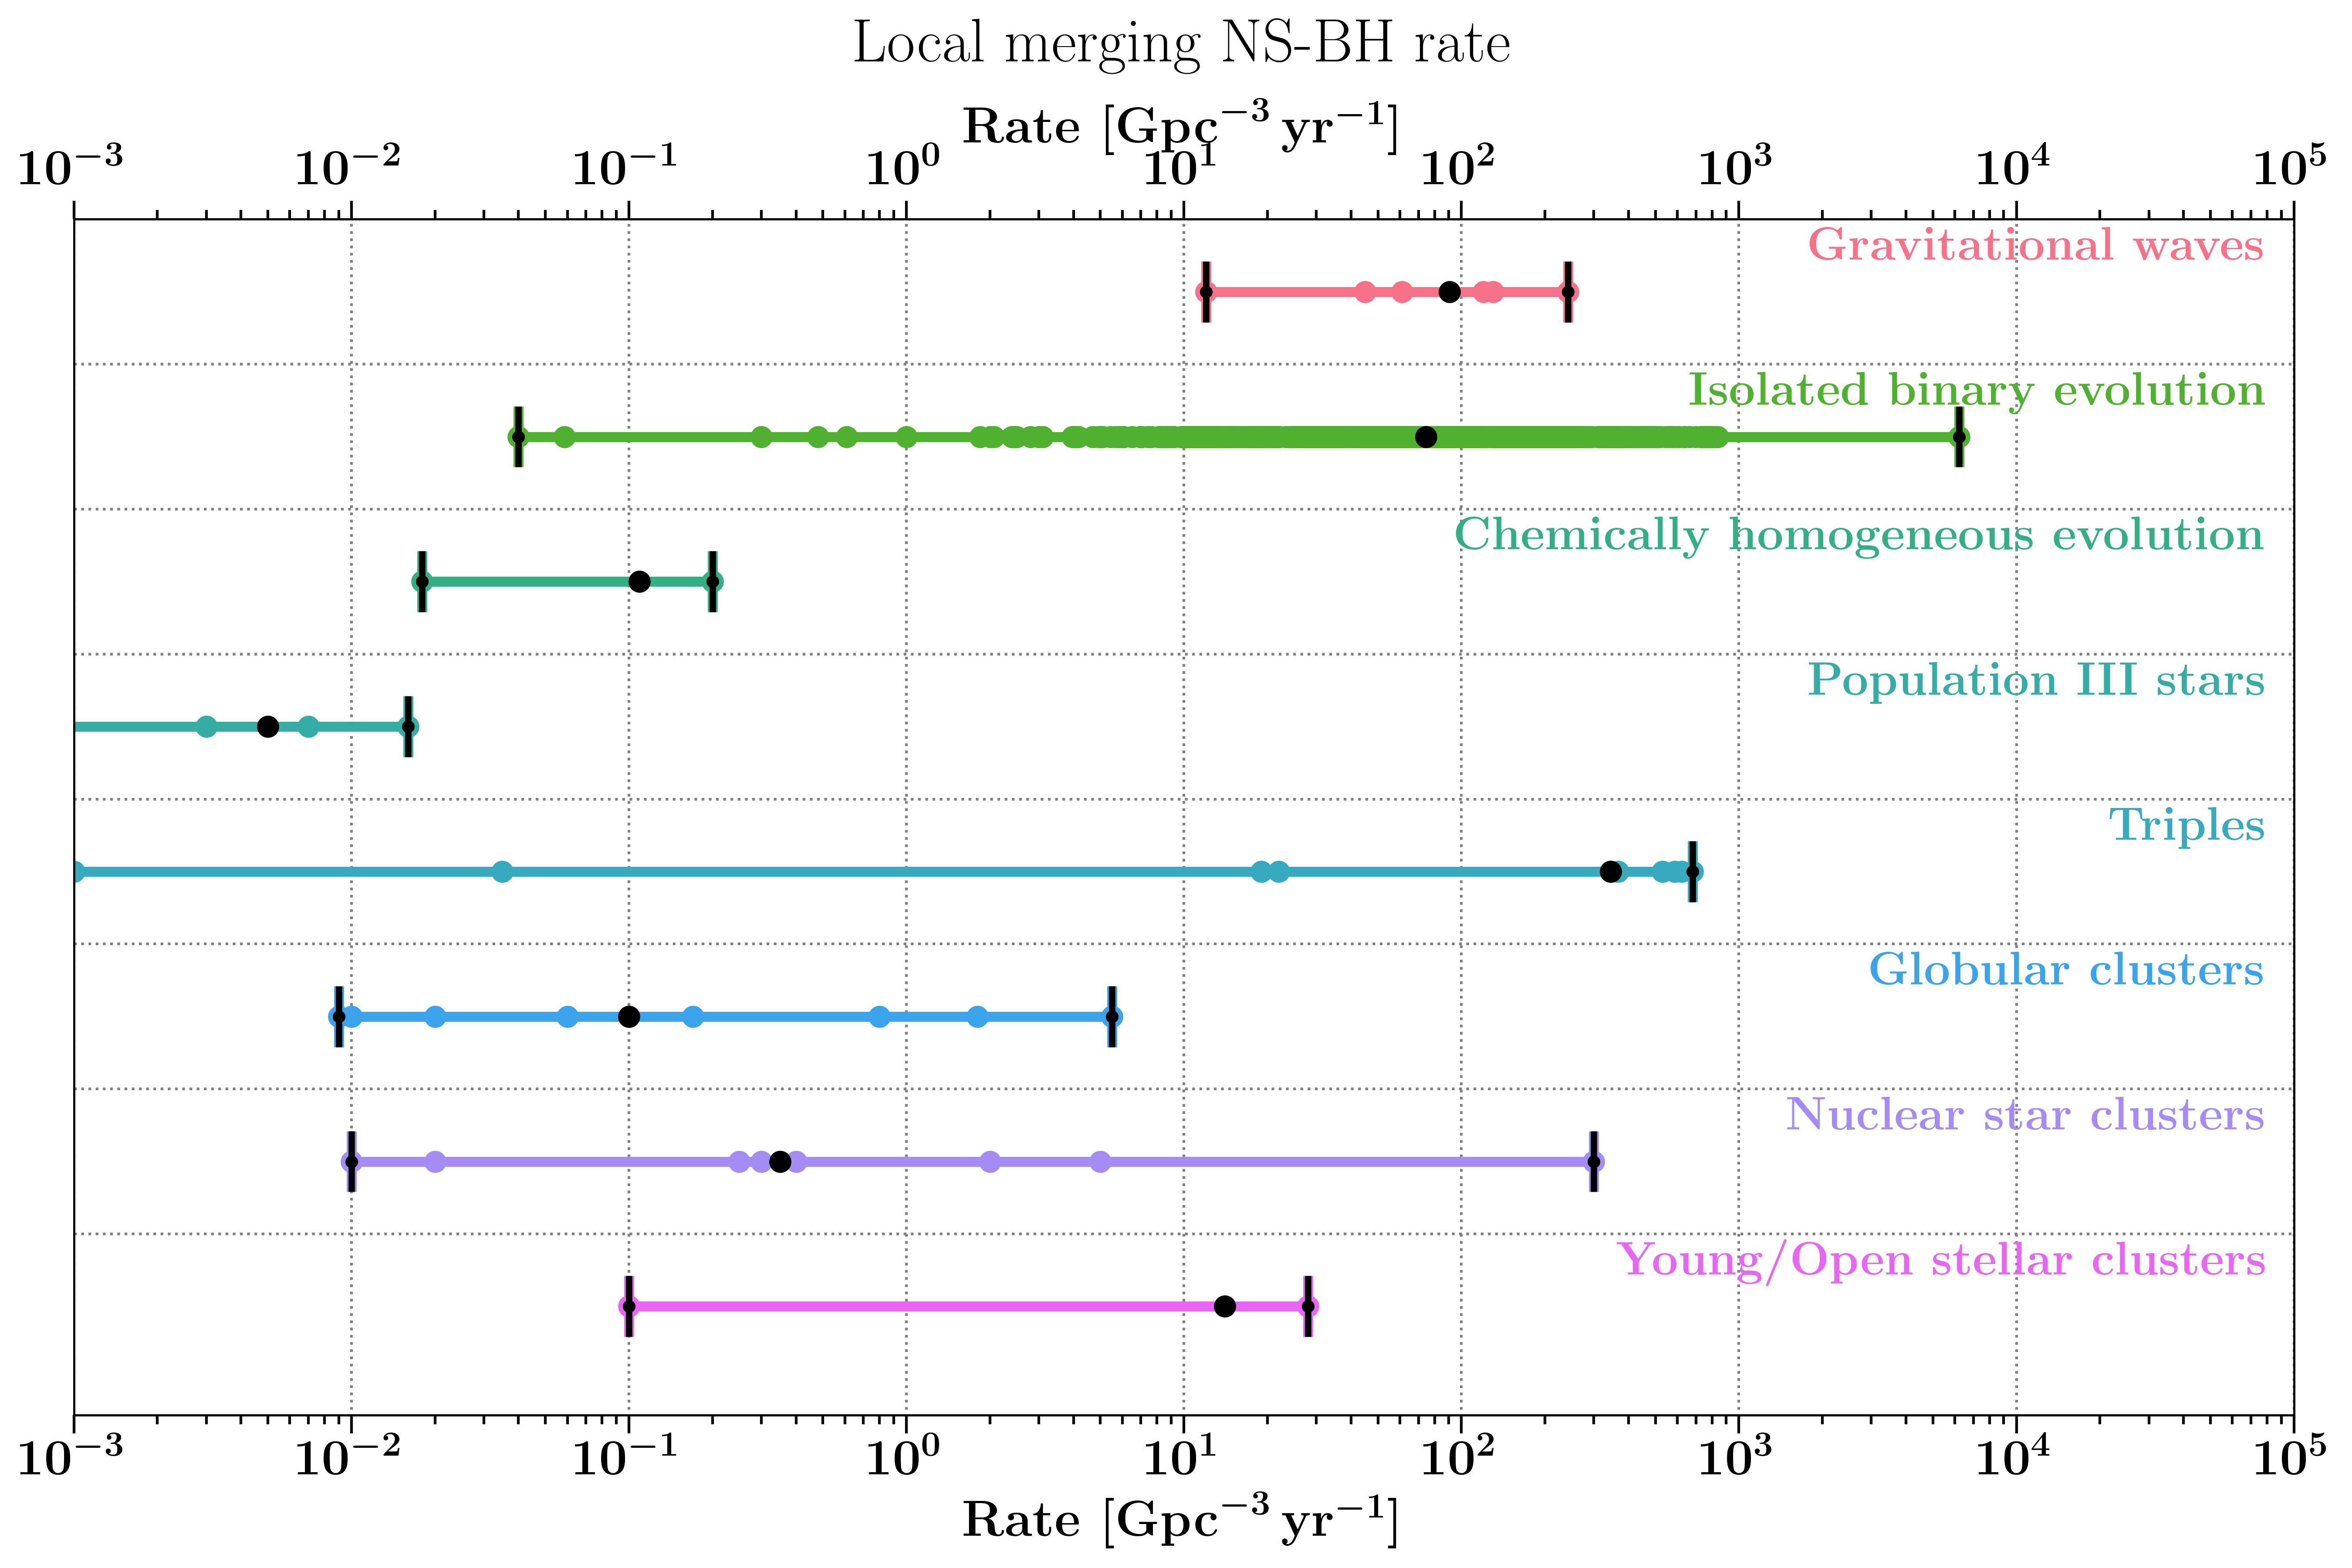 Local merging NS-BH rate
Rate [Gpc⁻³ yr⁻¹]
10⁻³ 10⁻² 10⁻¹ 10⁰ 10¹ 10² 10³ 10⁴ 10⁵
Gravitational waves
Isolated binary evolution
Chemically homogeneous evolution
Population III stars
Triples
Globular clusters
Nuclear star clusters
Young/Open stellar clusters
10⁻³ 10⁻² 10⁻¹ 10⁰ 10¹ 10² 10³ 10⁴ 10⁵
Rate [Gpc⁻³ yr⁻¹]